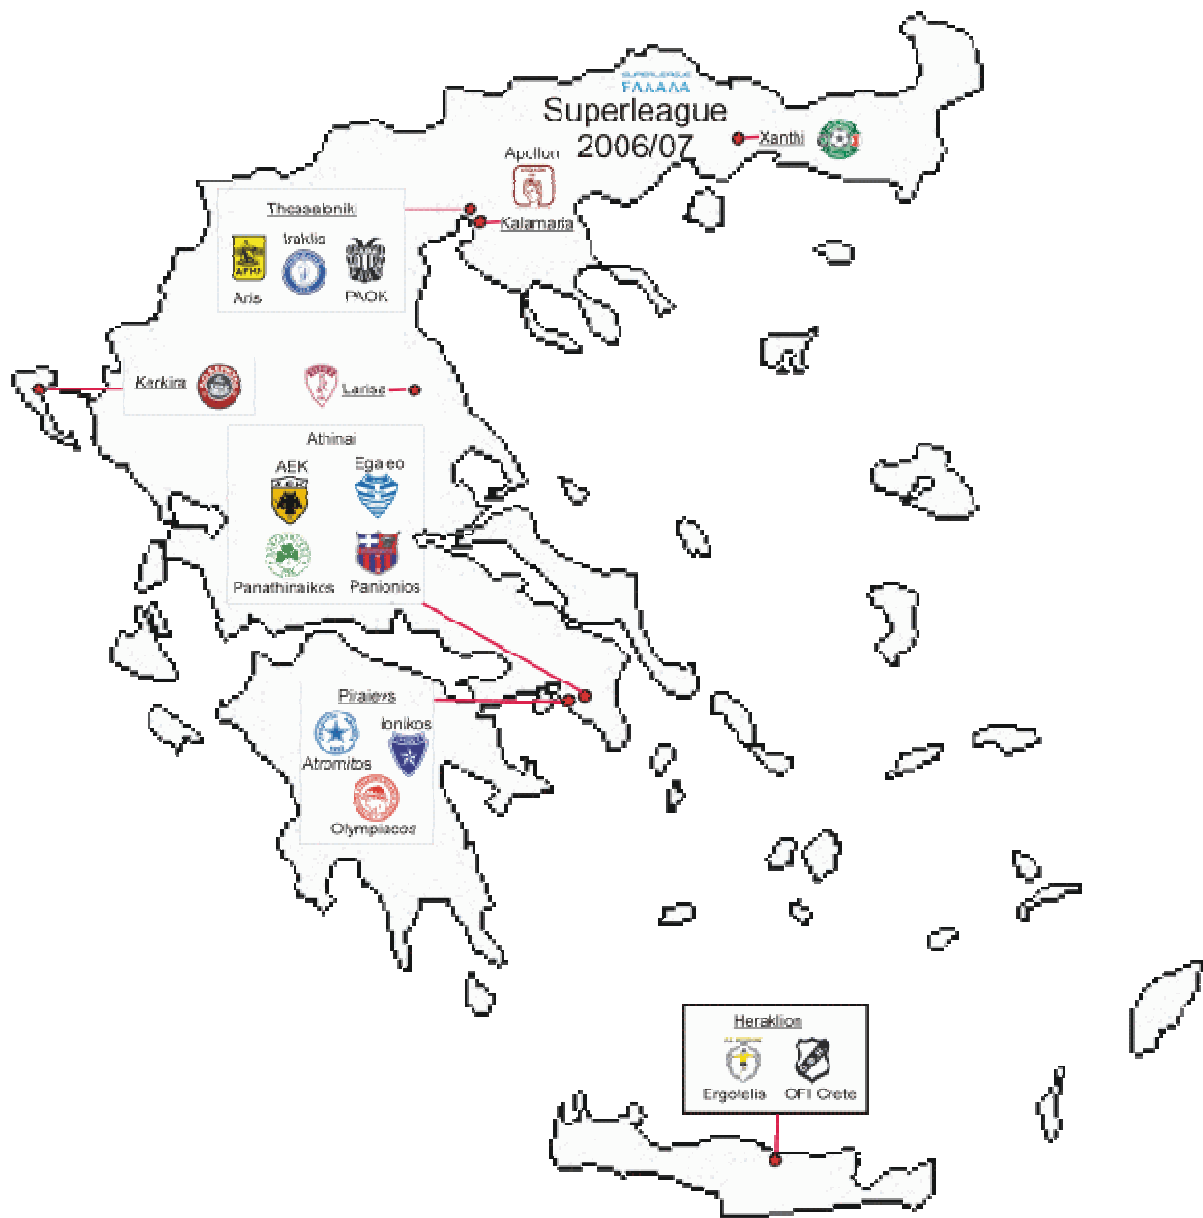 SUPERLEAGUE
ΕΛΛΑΔΑ
Superleague
2006/07
Xanthi
Apollon
Kalamaria
Thessaloniki
Iraklis
Aris
PAOK
Kerkira
Larisa
Athinai
AEK
Egaleo
Panathinaikos
Panionios
Piraievs
Ionikos
Atromitos
Olympiacos
Heraklion
Ergotelis
OFI Crete